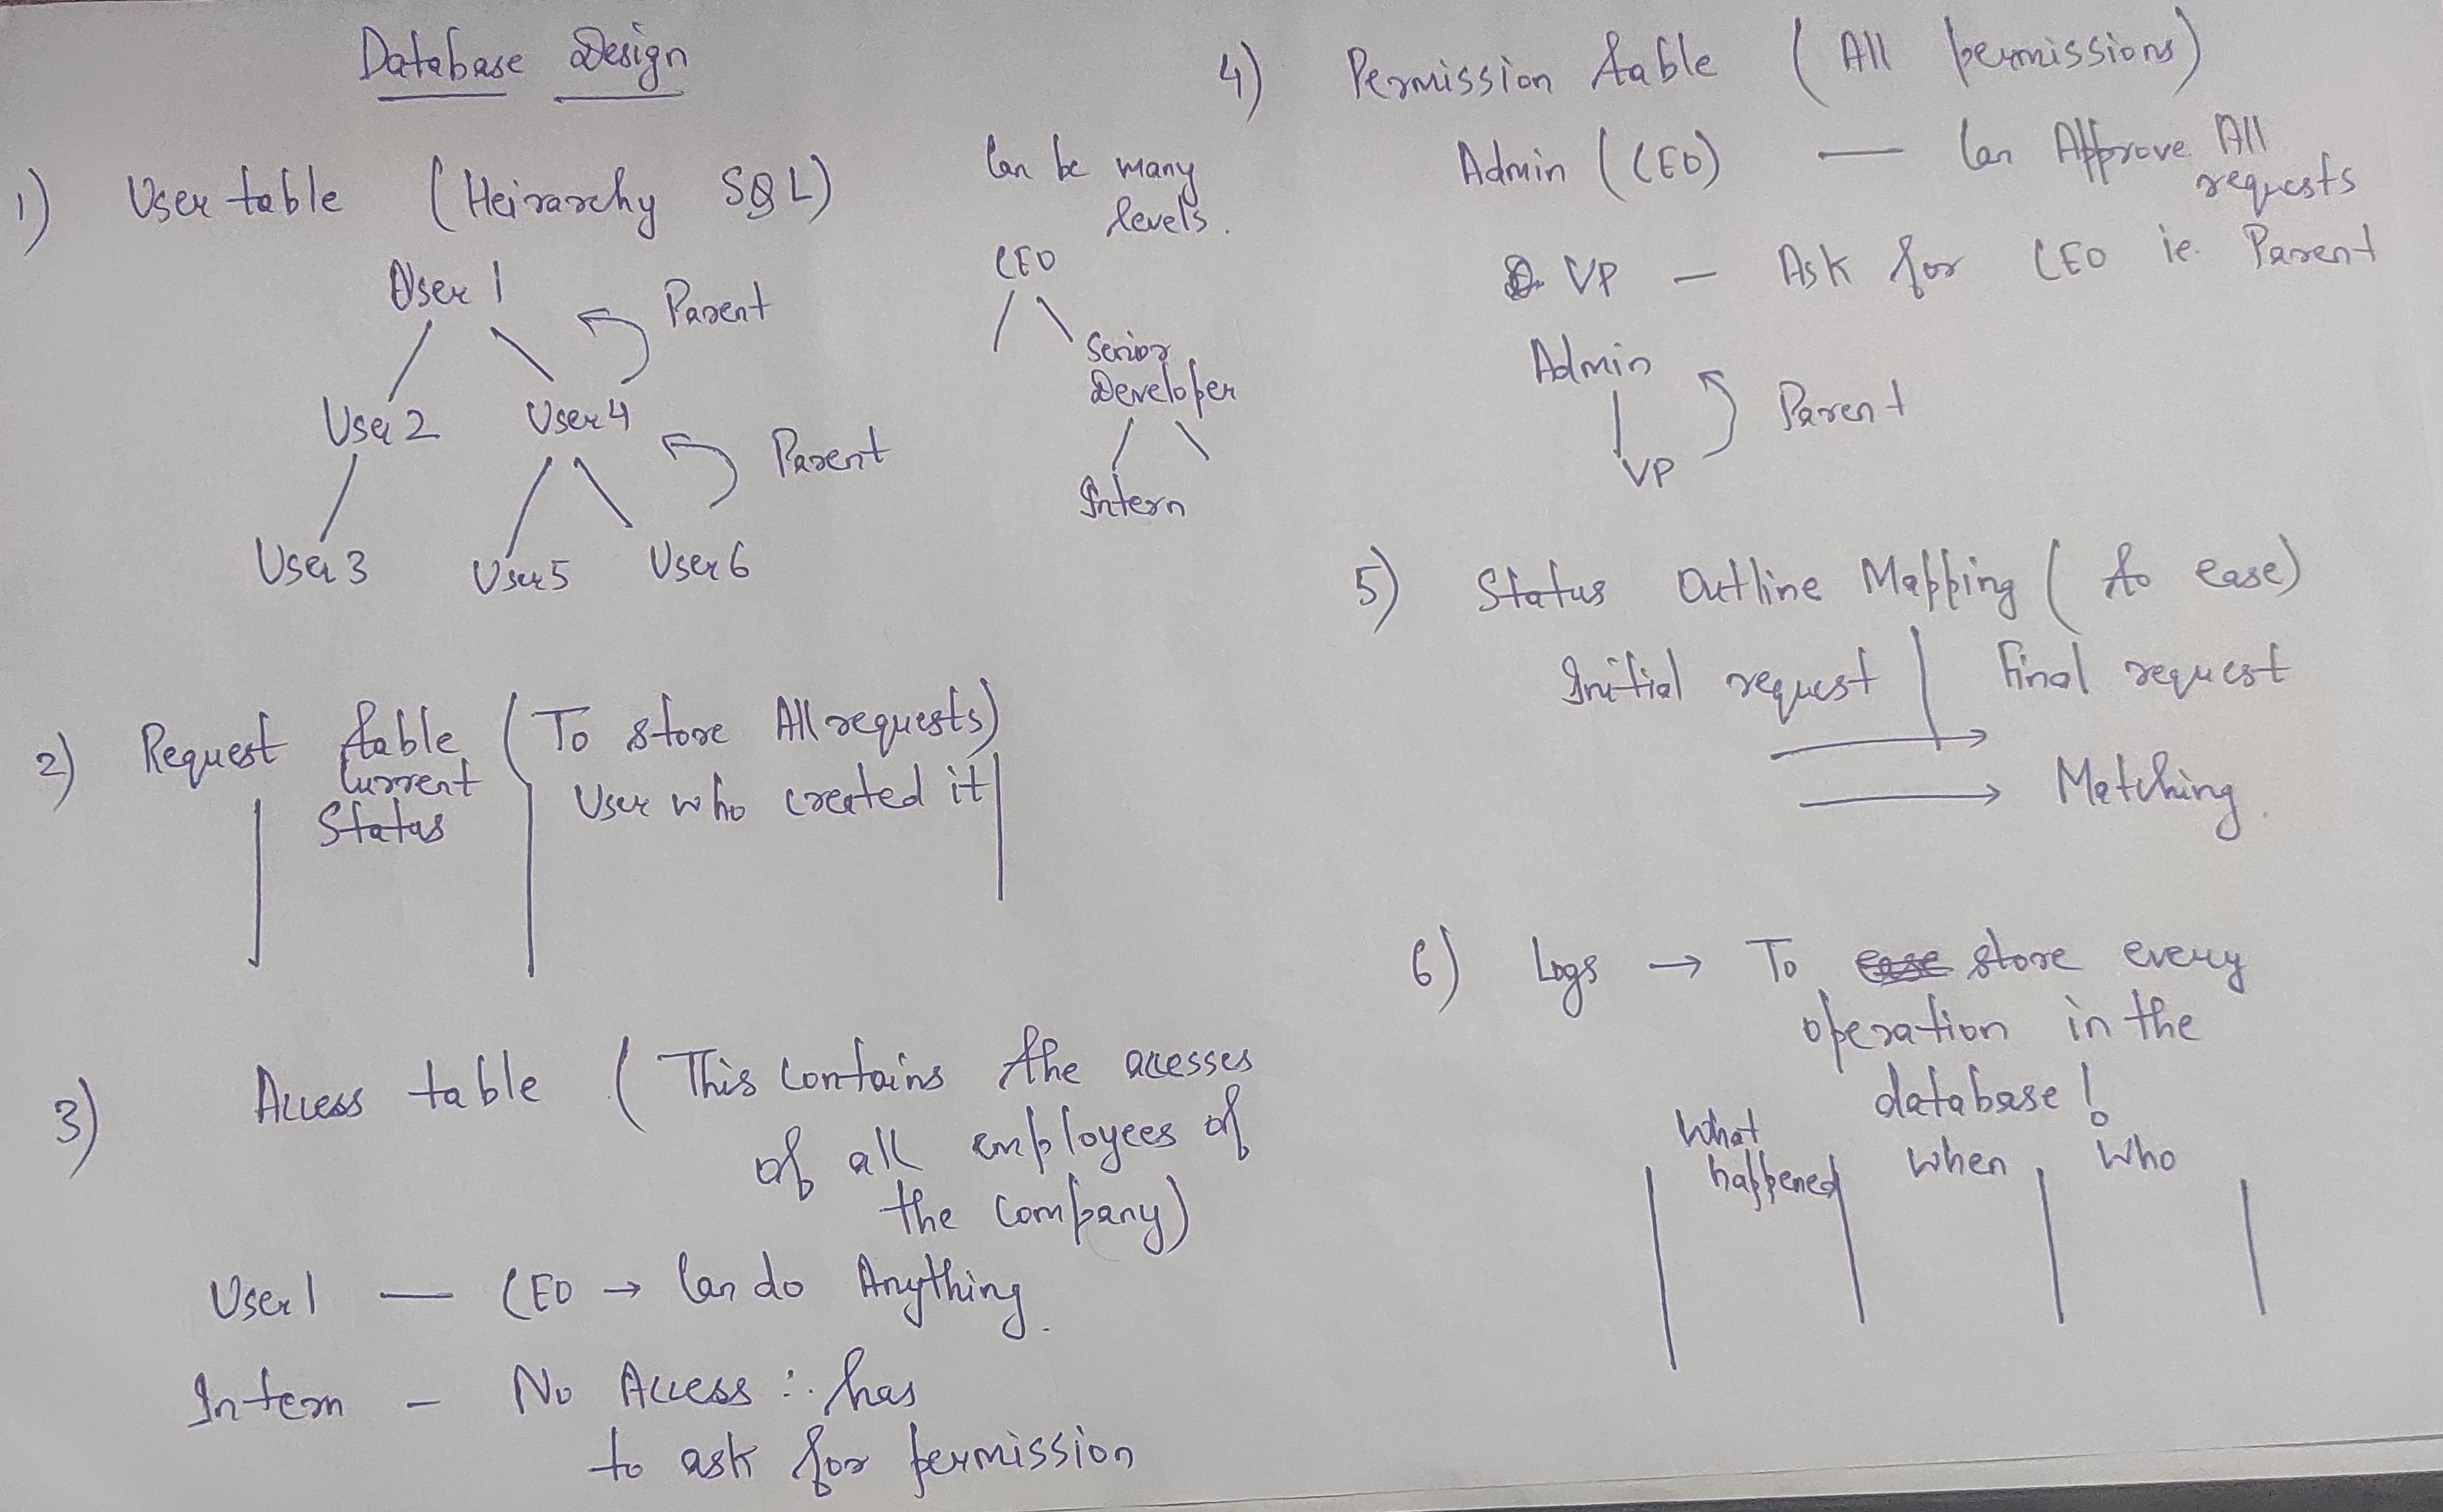 Database Design
1) User table (Heirarchy SQL)
User 1
Parent
User 2 User 4
Parent
User 3 User 5 User 6
Can be many
levels.
CEO
Senior
Developer
Intern
2) Request table (To store All requests)
Current
Status
User who created it
3) Access table (This contains the acesses
of all employees of
the company)
User 1 — CEO → Can do Anything.
Intern - No Access ∴ has
to ask for permission
4) Permission table (All permissions)
Admin (CEO) — Can Approve All
requests
VP - Ask for CEO ie. Parent
Admin
Parent
VP
5) Status Outline Mapping (to ease)
Initial request | Final request
Matching.
6) Logs → To store every
operation in the
database!
What
happened When Who